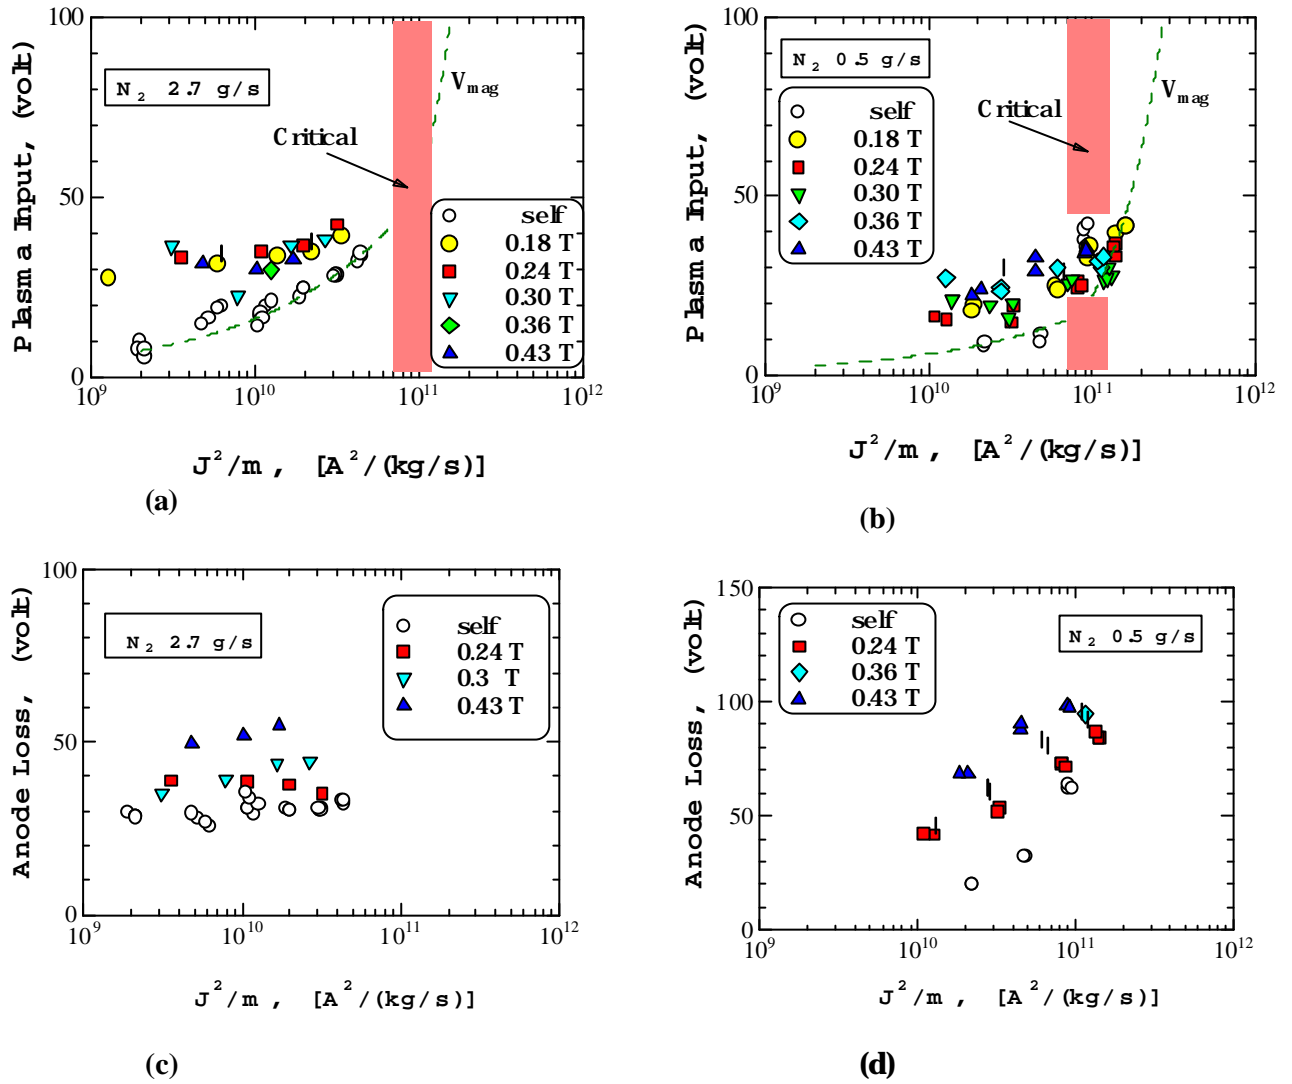 100
Plasma Input, (volt)
50
0
N₂ 2.7 g/s
Critical
Vmag
self
0.18 T
0.24 T
0.30 T
0.36 T
0.43 T
10⁹ 10¹⁰ 10¹¹ 10¹²
J²/m , [A²/(kg/s)]
(a)
100
Plasma Input, (volt)
50
0
N₂ 0.5 g/s
self
0.18 T
0.24 T
0.30 T
0.36 T
0.43 T
Critical
Vmag
10⁹ 10¹⁰ 10¹¹ 10¹²
J²/m , [A²/(kg/s)]
(b)
100
Anode Loss, (volt)
50
0
N₂ 2.7 g/s
self
0.24 T
0.3 T
0.43 T
10⁹ 10¹⁰ 10¹¹ 10¹²
J²/m , [A²/(kg/s)]
(c)
150
Anode Loss, (volt)
100
50
0
self
0.24 T
0.36 T
0.43 T
N₂ 0.5 g/s
10⁹ 10¹⁰ 10¹¹ 10¹²
J²/m , [A²/(kg/s)]
(d)